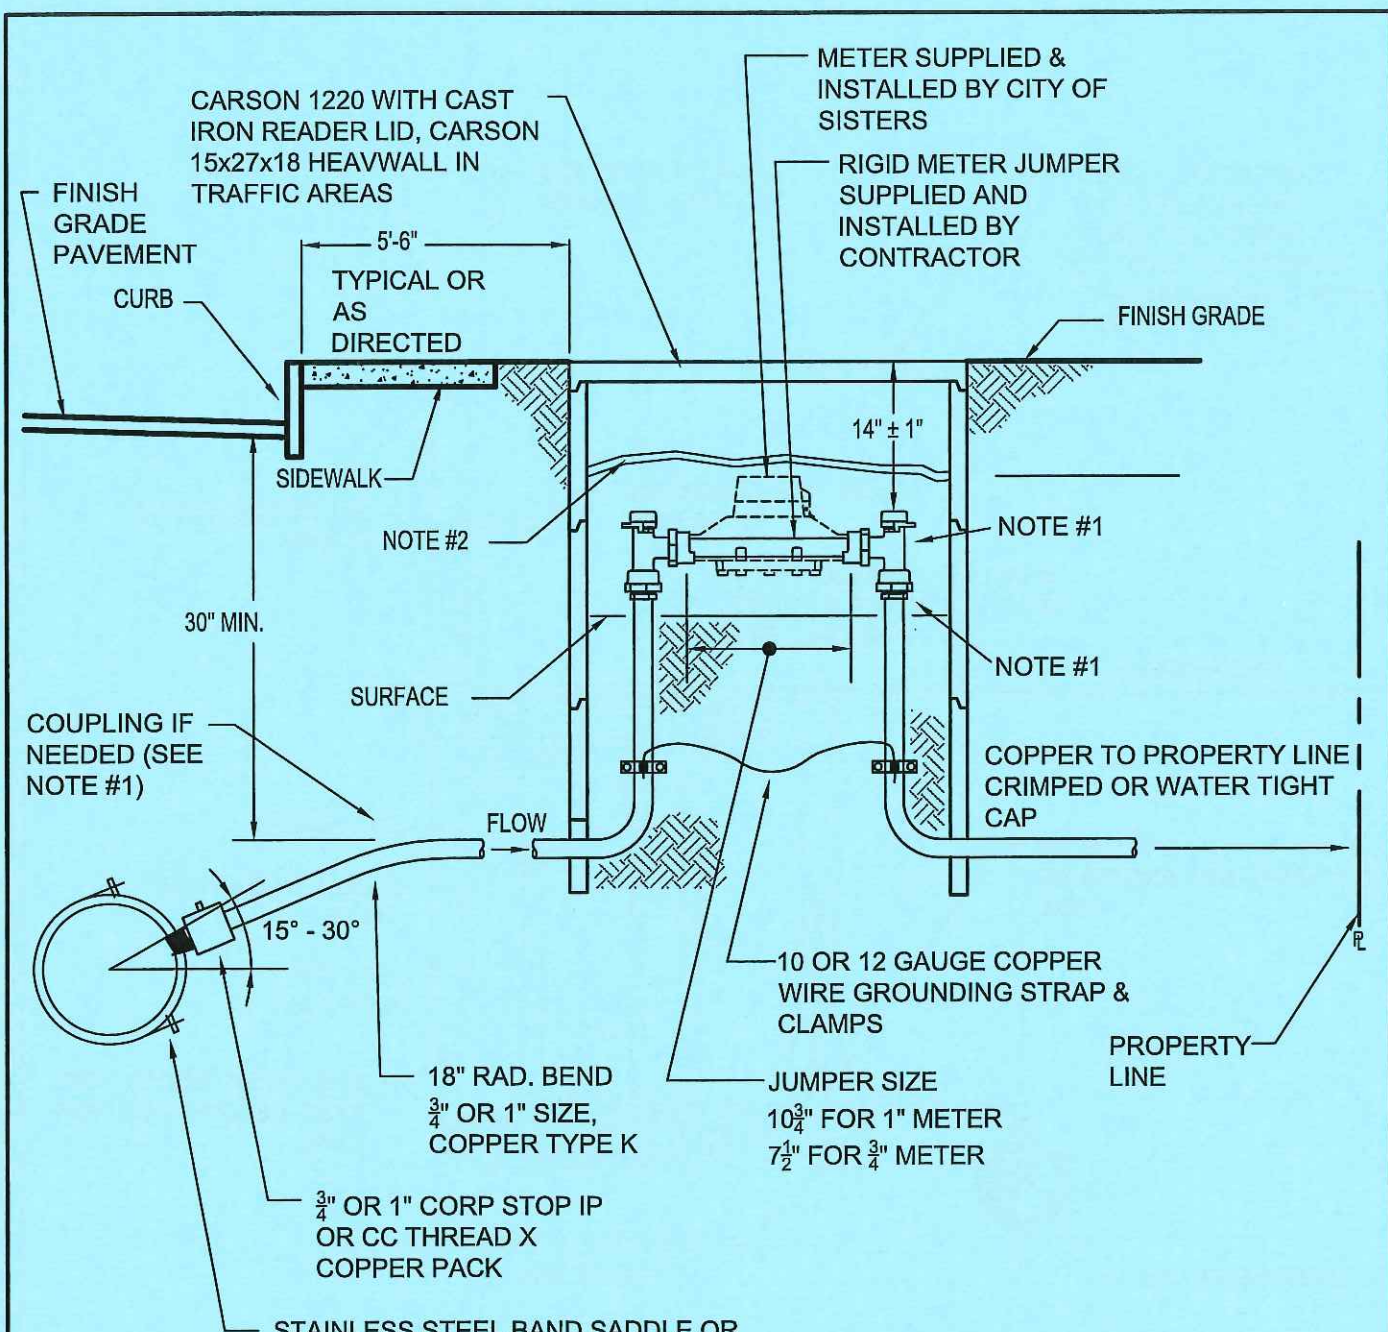 METER SUPPLIED &
INSTALLED BY CITY OF
SISTERS
CARSON 1220 WITH CAST
IRON READER LID, CARSON
15x27x18 HEAVWALL IN
TRAFFIC AREAS
RIGID METER JUMPER
SUPPLIED AND
INSTALLED BY
CONTRACTOR
FINISH
GRADE
PAVEMENT
5'-6"
TYPICAL OR
AS
DIRECTED
CURB
FINISH GRADE
14" ± 1"
SIDEWALK
NOTE #2
NOTE #1
30" MIN.
SURFACE
NOTE #1
COUPLING IF
NEEDED (SEE
NOTE #1)
COPPER TO PROPERTY LINE
CRIMPED OR WATER TIGHT
CAP
FLOW
15° - 30°
PL
10 OR 12 GAUGE COPPER
WIRE GROUNDING STRAP &
CLAMPS
PROPERTY
LINE
18" RAD. BEND
3/4" OR 1" SIZE,
COPPER TYPE K
JUMPER SIZE
10 3/4" FOR 1" METER
7 1/2" FOR 3/4" METER
3/4" OR 1" CORP STOP IP
OR CC THREAD X
COPPER PACK
STAINLESS STEEL BAND SADDLE OR